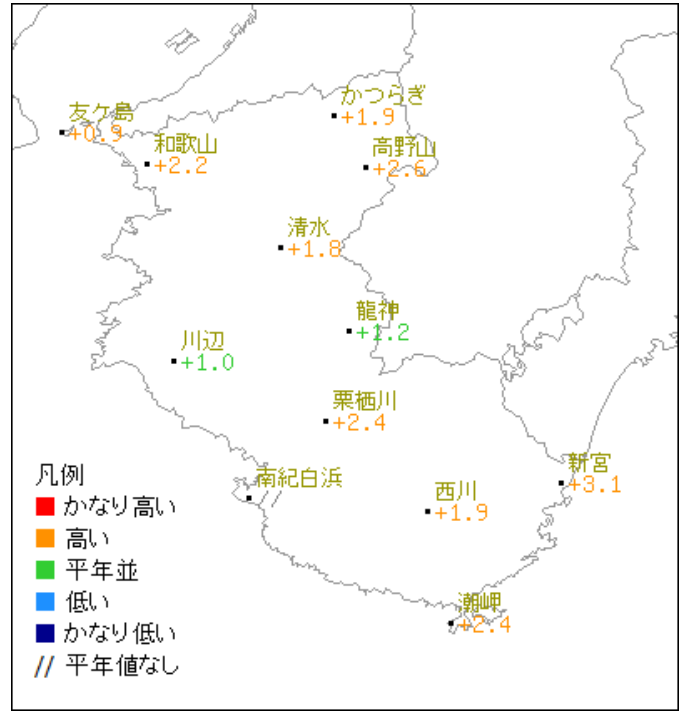 かつらぎ
+1.9
友ケ島
+0.9
和歌山
+2.2
高野山
+2.6
清水
+1.8
龍神
+1.2
川辺
+1.0
栗栖川
+2.4
南紀白浜
//
西川
+1.9
新宮
+3.1
潮岬
+2.4
凡例
かなり高い
高い
平年並
低い
かなり低い
// 平年値なし